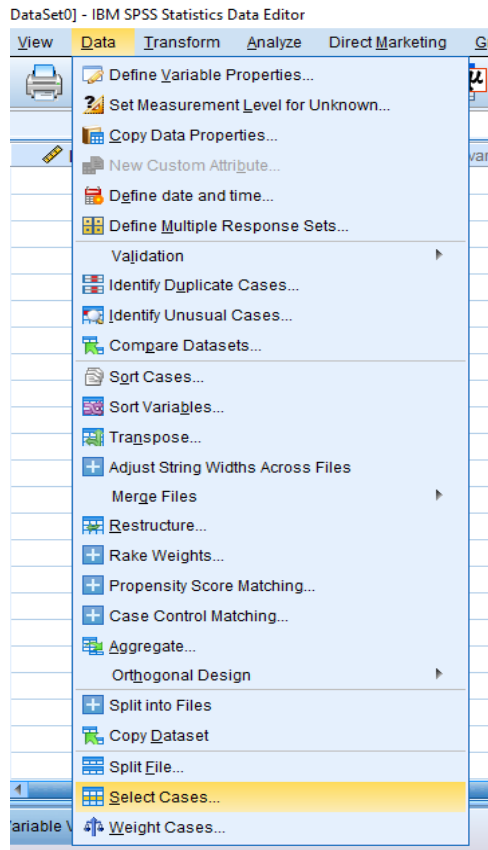 DataSet0] - IBM SPSS Statistics Data Editor
View Data Transform Analyze Direct Marketing G
Define Variable Properties...
Set Measurement Level for Unknown...
Copy Data Properties...
New Custom Attribute...
Define date and time...
Define Multiple Response Sets...
Validation
Identify Duplicate Cases...
Identify Unusual Cases...
Compare Datasets...
Sort Cases...
Sort Variables...
Transpose...
Adjust String Widths Across Files
Merge Files
Restructure...
Rake Weights...
Propensity Score Matching...
Case Control Matching...
Aggregate...
Orthogonal Design
Split into Files
Copy Dataset
Split File...
Select Cases...
ariable V
Weight Cases...